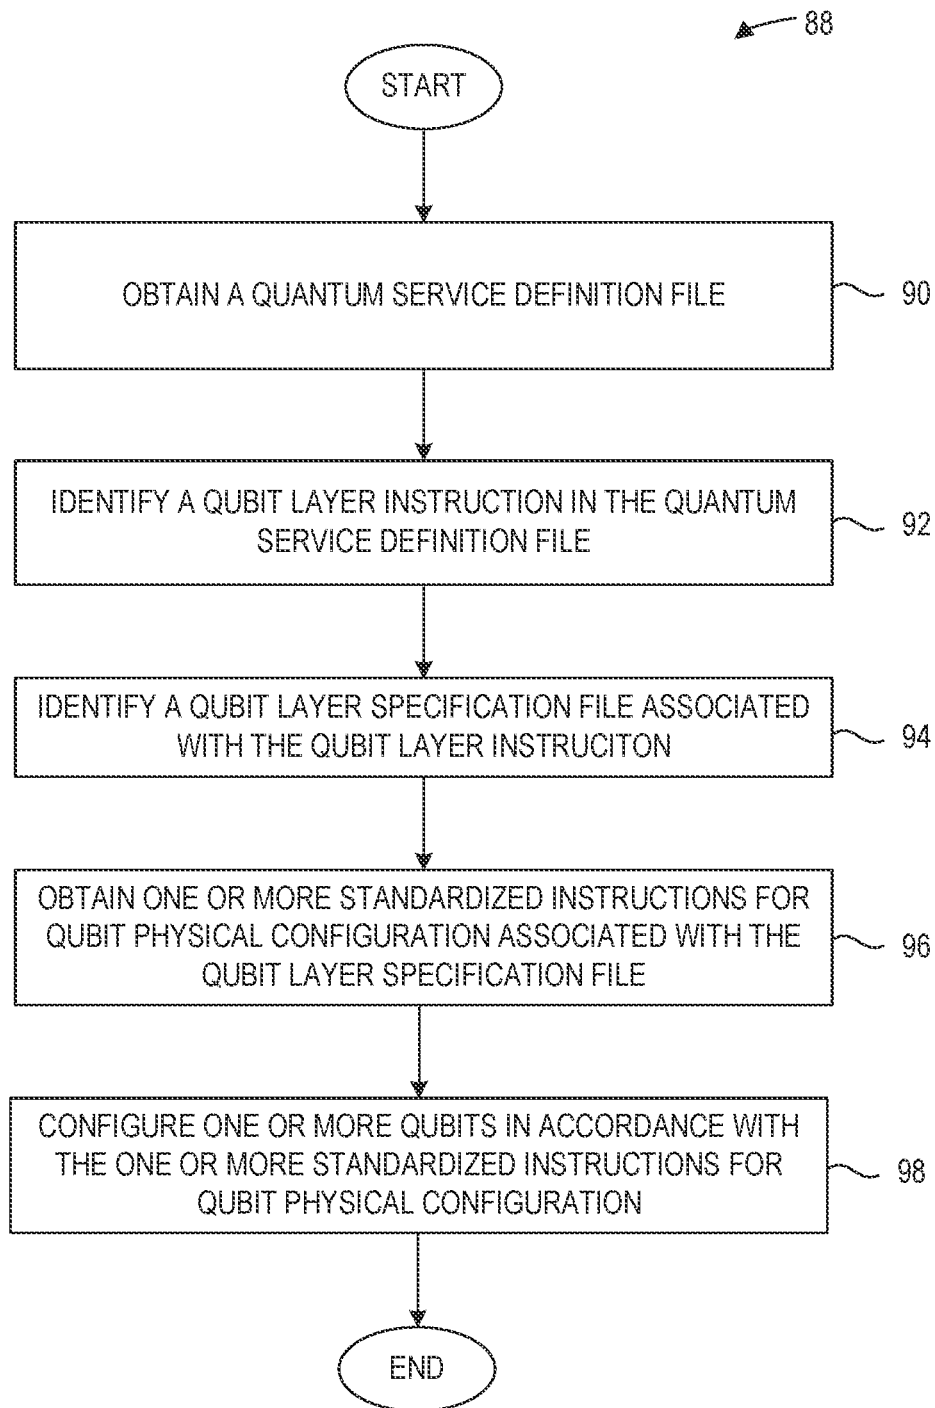 88
START
OBTAIN A QUANTUM SERVICE DEFINITION FILE
90
IDENTIFY A QUBIT LAYER INSTRUCTION IN THE QUANTUM
SERVICE DEFINITION FILE
92
IDENTIFY A QUBIT LAYER SPECIFICATION FILE ASSOCIATED
WITH THE QUBIT LAYER INSTRUCITON
94
OBTAIN ONE OR MORE STANDARDIZED INSTRUCTIONS FOR
QUBIT PHYSICAL CONFIGURATION ASSOCIATED WITH THE
QUBIT LAYER SPECIFICATION FILE
96
CONFIGURE ONE OR MORE QUBITS IN ACCORDANCE WITH
THE ONE OR MORE STANDARDIZED INSTRUCTIONS FOR
QUBIT PHYSICAL CONFIGURATION
98
END